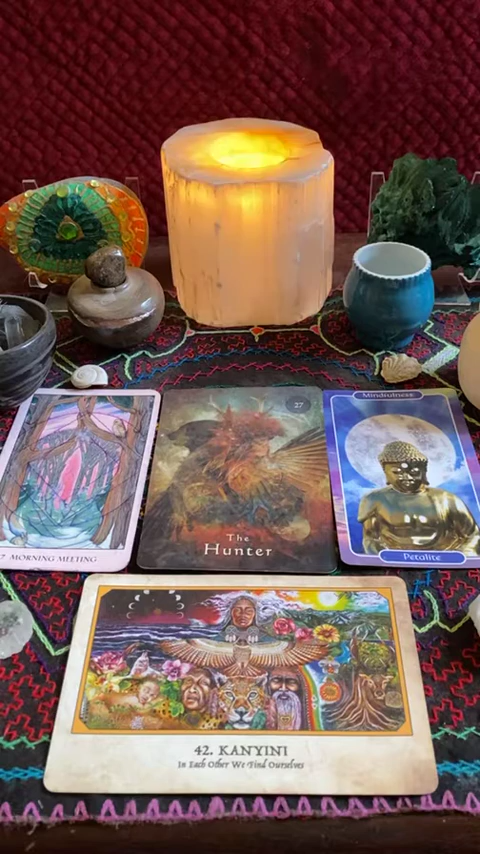 7 MORNING MEETING
27
The
Hunter
Mindfulness
Petalite
42. KANYINI
In Each Other We Find Ourselves